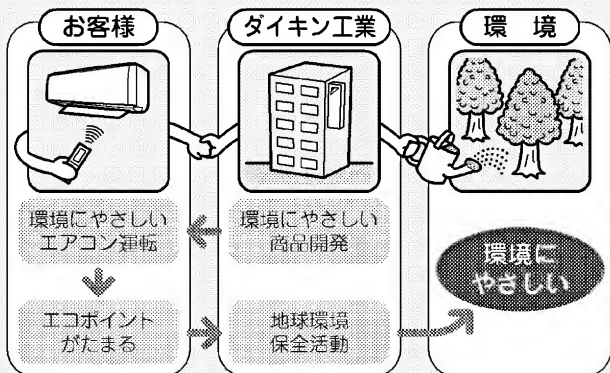 お客様
ダイキン工業
環 境
環境にやさしい
エアコン運転
環境にやさしい
商品開発
エコポイント
がたまる
地球環境
保全活動
環境に
やさしい